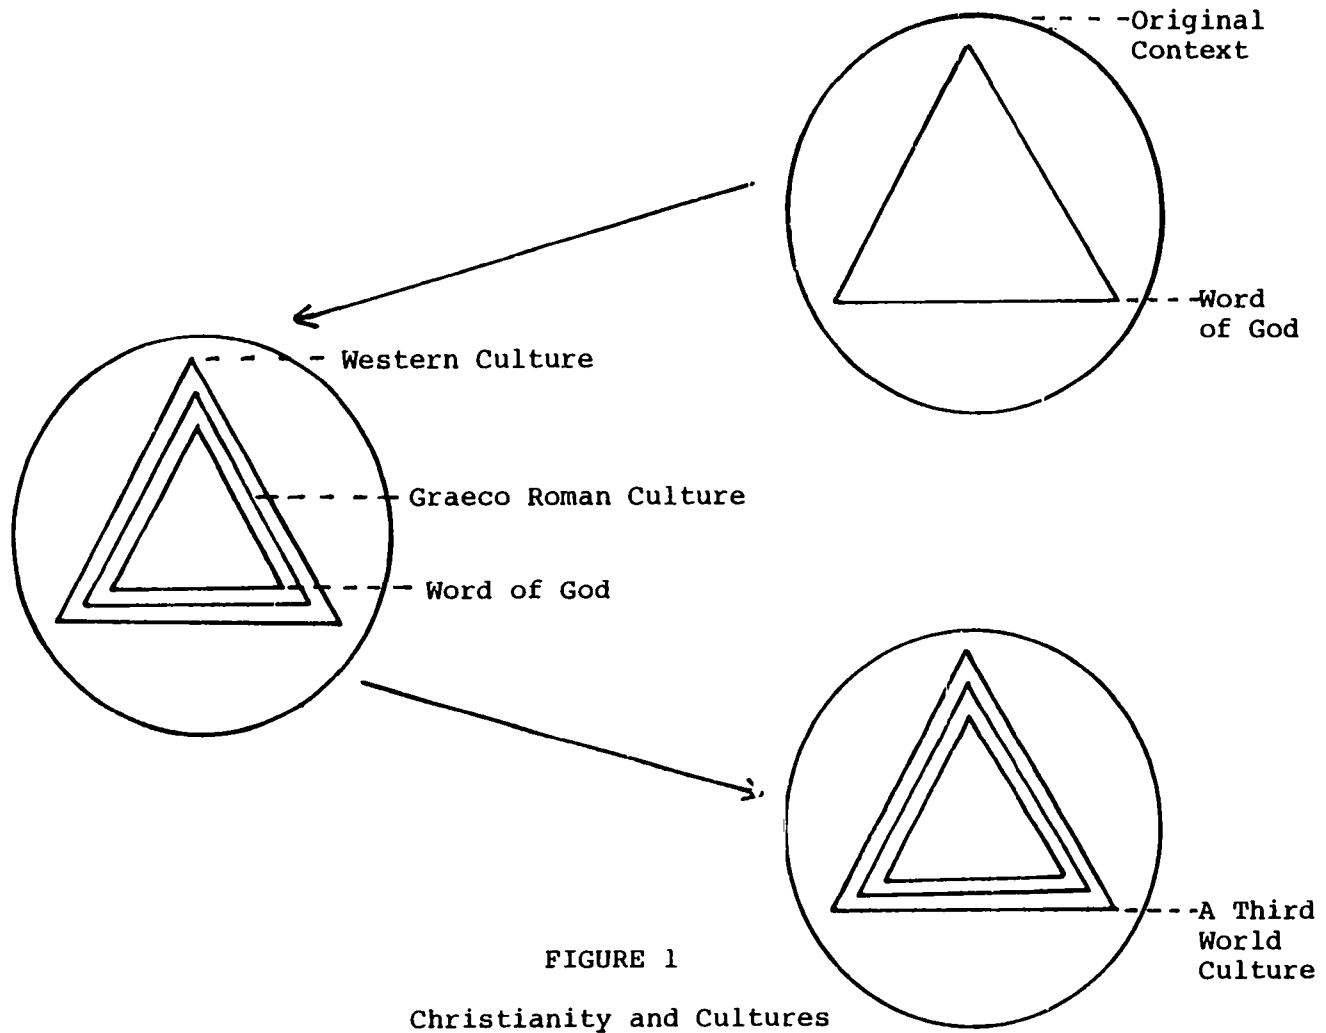 Original
Context
Word
of God
Western Culture
Graeco Roman Culture
Word of God
A Third
World
Culture
FIGURE 1
Christianity and Cultures